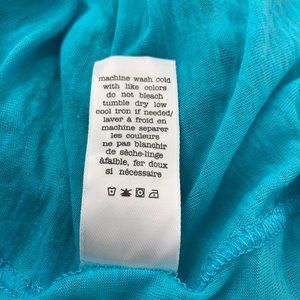 machine wash cold
with like colors
do not bleach
tumble dry low
cool iron if needed/
laver à froid en
machine separer
les couleurs
ne pas blanchir
de sèche-linge
àfaible, fer doux
si nécessaire